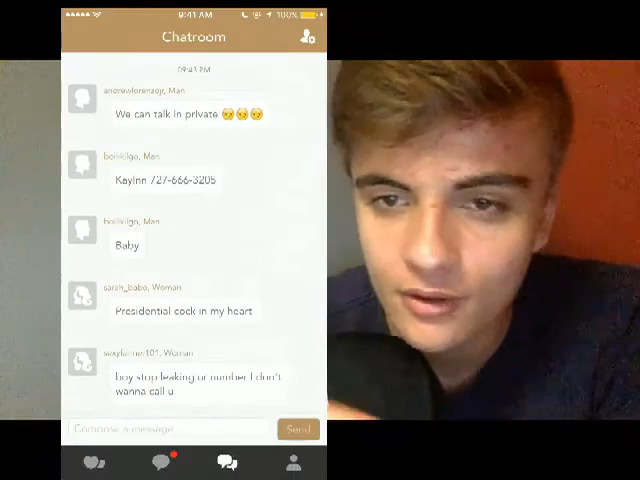 9:41 AM
100%
Chatroom
09:43 PM
andrewlorenzojr, Man
We can talk in private 😏😏😏
Man
Kaylnn 727-666-3205
Man
Baby
sarah_babe, Woman
Presidential cock in my heart
Woman
boy stop leaking ur number I don't
wanna call u
Compose a message
Send